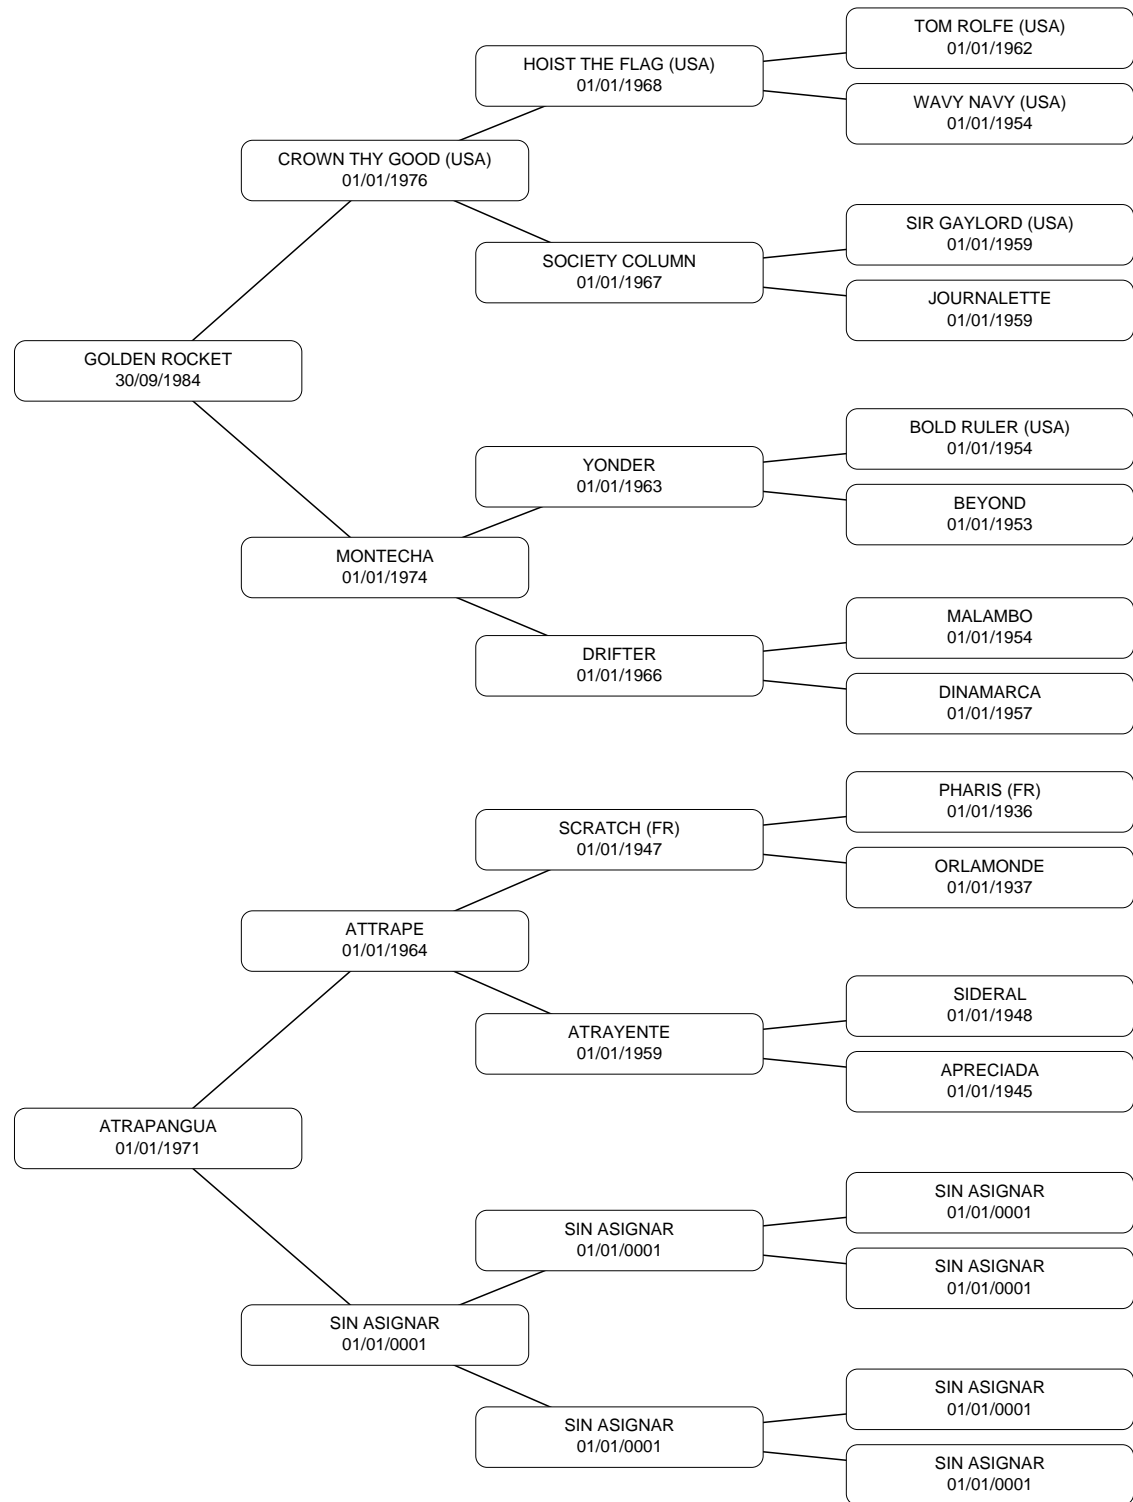 TOM ROLFE (USA)
01/01/1962
HOIST THE FLAG (USA)
01/01/1968
WAVY NAVY (USA)
01/01/1954
CROWN THY GOOD (USA)
01/01/1976
SIR GAYLORD (USA)
01/01/1959
SOCIETY COLUMN
01/01/1967
JOURNALETTE
01/01/1959
GOLDEN ROCKET
30/09/1984
BOLD RULER (USA)
01/01/1954
YONDER
01/01/1963
BEYOND
01/01/1953
MONTECHA
01/01/1974
MALAMBO
01/01/1954
DRIFTER
01/01/1966
DINAMARCA
01/01/1957
PHARIS (FR)
01/01/1936
SCRATCH (FR)
01/01/1947
ORLAMONDE
01/01/1937
ATTRAPE
01/01/1964
SIDERAL
01/01/1948
ATRAYENTE
01/01/1959
APRECIADA
01/01/1945
ATRAPANGUA
01/01/1971
SIN ASIGNAR
01/01/0001
SIN ASIGNAR
01/01/0001
SIN ASIGNAR
01/01/0001
SIN ASIGNAR
01/01/0001
SIN ASIGNAR
01/01/0001
SIN ASIGNAR
01/01/0001
SIN ASIGNAR
01/01/0001